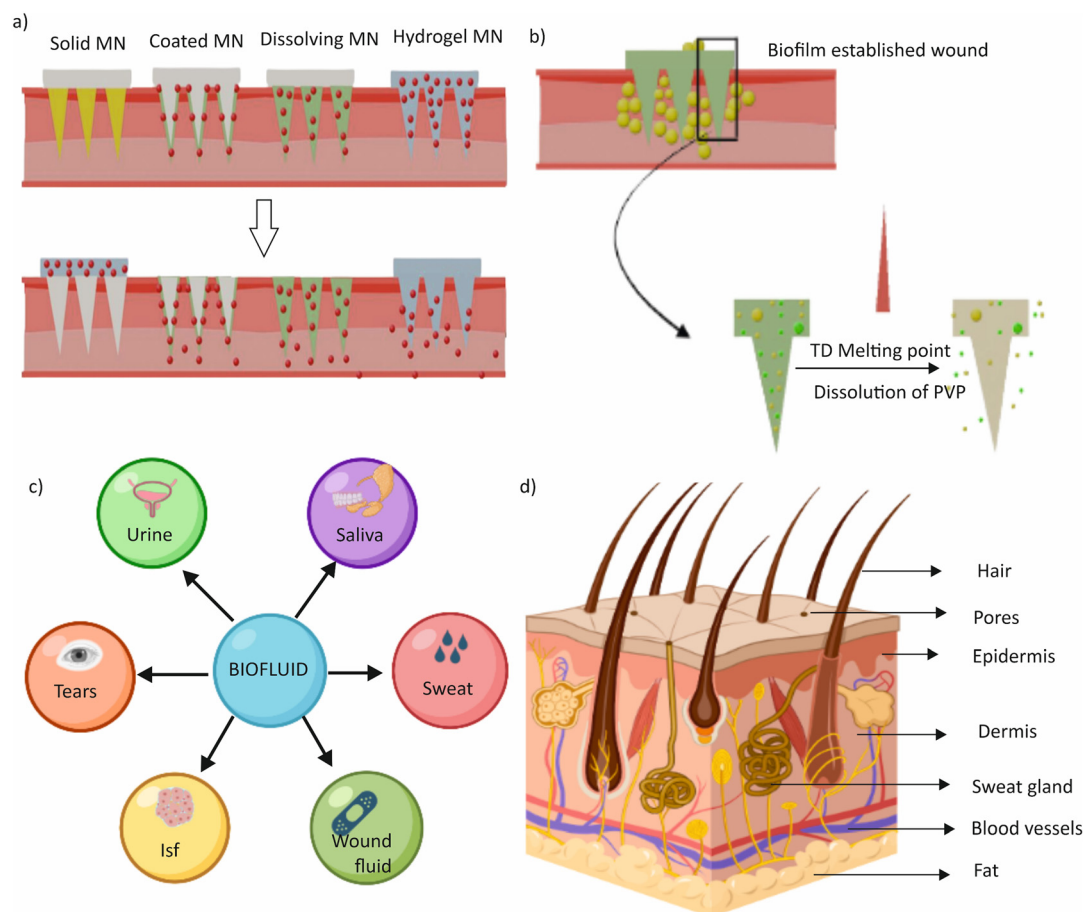 a)
Solid MN
Coated MN
Dissolving MN
Hydrogel MN
b)
Biofilm established wound
TD Melting point
Dissolution of PVP
c)
Urine
Saliva
Tears
BIOFLUID
Sweat
Isf
Wound
fluid
d)
Hair
Pores
Epidermis
Dermis
Sweat gland
Blood vessels
Fat